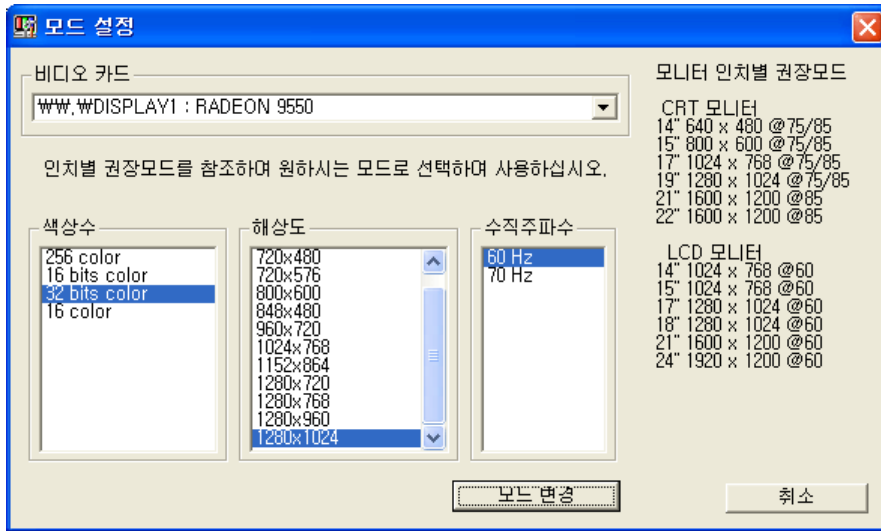 모드 설정
비디오 카드
₩₩.₩DISPLAY1 : RADEON 9550
인치별 권장모드를 참조하여 원하시는 모드로 선택하여 사용하십시오.
색상수
256 color
16 bits color
32 bits color
16 color
해상도
720x480
720x576
800x600
848x480
960x720
1024x768
1152x864
1280x720
1280x768
1280x960
1280x1024
수직주파수
60 Hz
70 Hz
모니터 인치별 권장모드
CRT 모니터
14" 640 x 480 @75/85
15" 800 x 600 @75/85
17" 1024 x 768 @75/85
19" 1280 x 1024 @75/85
21" 1600 x 1200 @85
22" 1600 x 1200 @85
LCD 모니터
14" 1024 x 768 @60
15" 1024 x 768 @60
17" 1280 x 1024 @60
18" 1280 x 1024 @60
21" 1600 x 1200 @60
24" 1920 x 1200 @60
모드 변경
취소